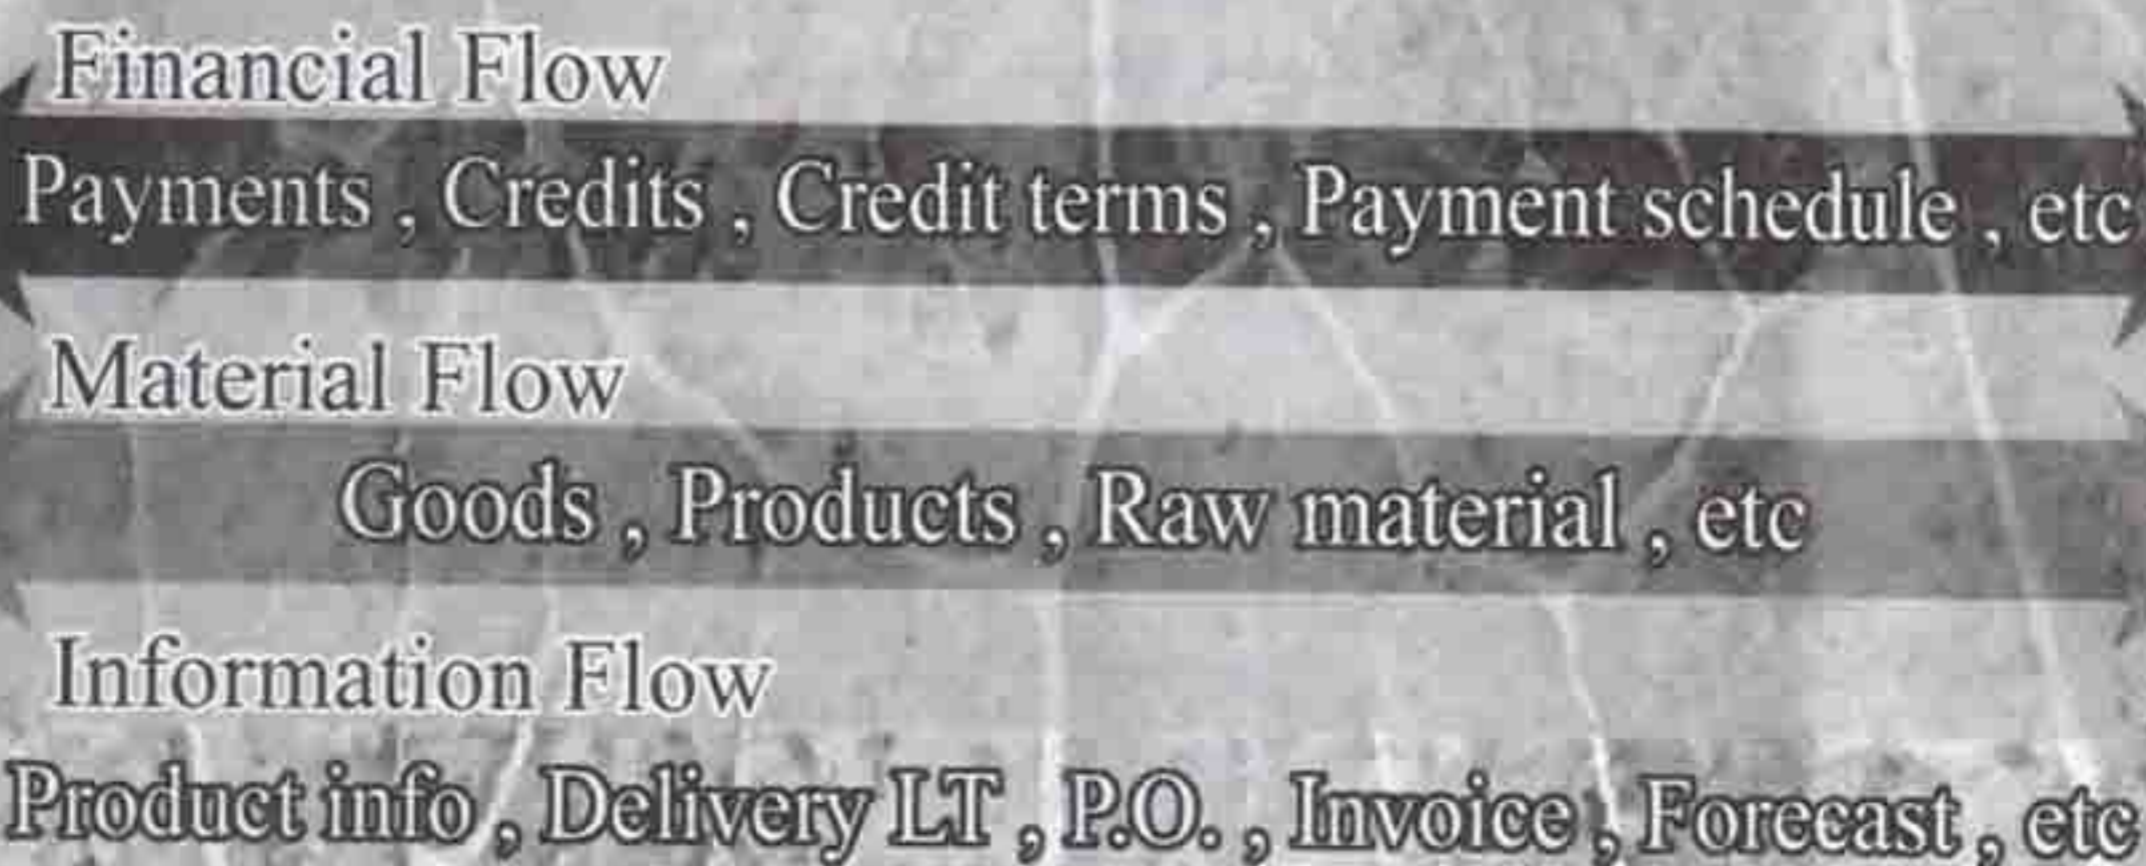 Financial Flow
Payments , Credits , Credit terms , Payment schedule , etc
Material Flow
Goods , Products , Raw material , etc
Information Flow
Product info , Delivery LT , P.O. , Invoice , Forecast , etc